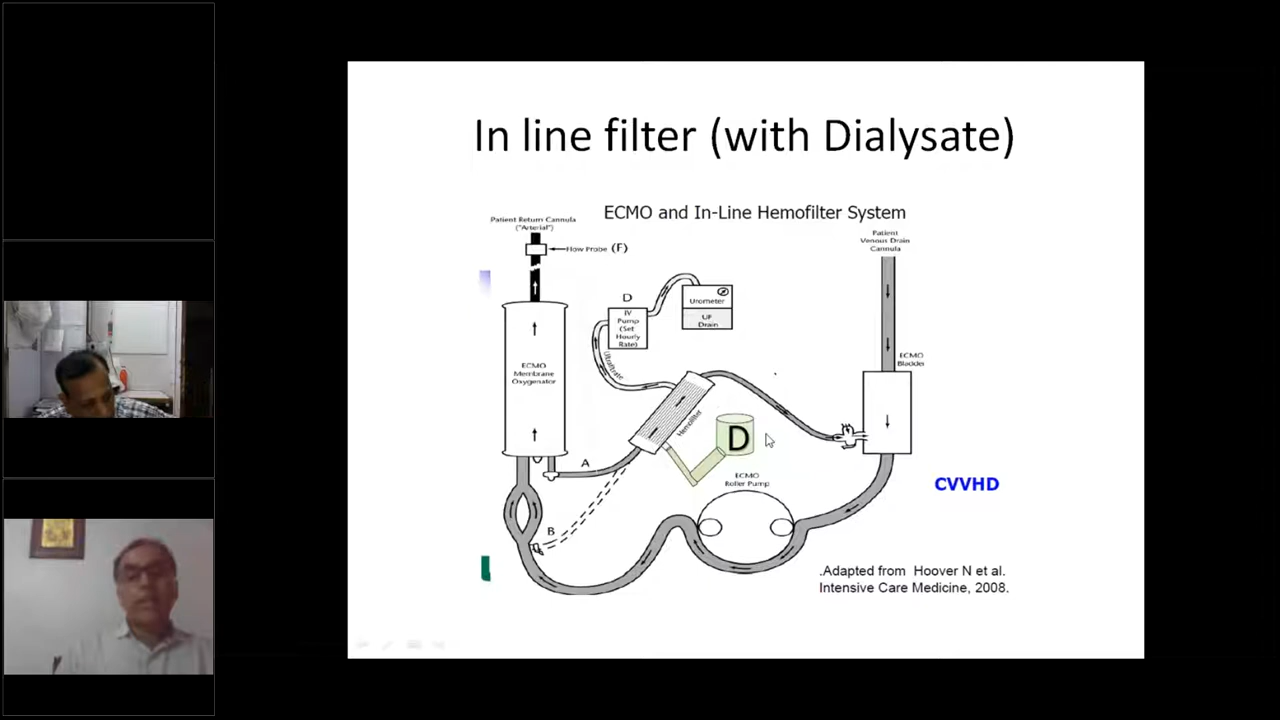 In line filter (with Dialysate)
ECMO and In-Line Hemofilter System
Patient Return Cannula
("Arterial")
Flow Probe (F)
Patient
Venous Drain
Cannula
D
IV
Pump
(Set
Hourly
Rate)
Urometer
UF
Drain
Ultrafiltrate
ECMO
Bladder
ECMO
Membrane
Oxygenator
Hemofilter
D
A
B
ECMO
Roller Pump
CVVHD
.Adapted from Hoover N et al.
Intensive Care Medicine, 2008.